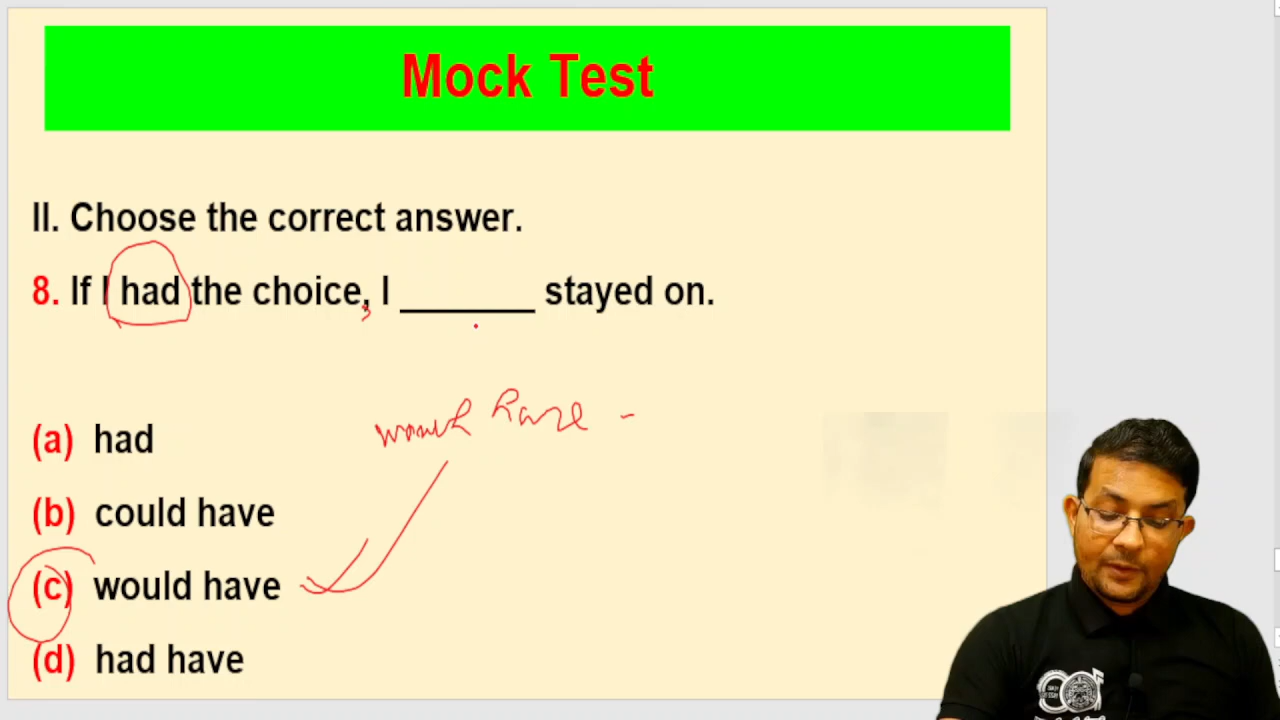 Mock Test
II. Choose the correct answer.
8. If I had the choice, I ________ stayed on.
would have -
(a) had
(b) could have
(c) would have
(d) had have